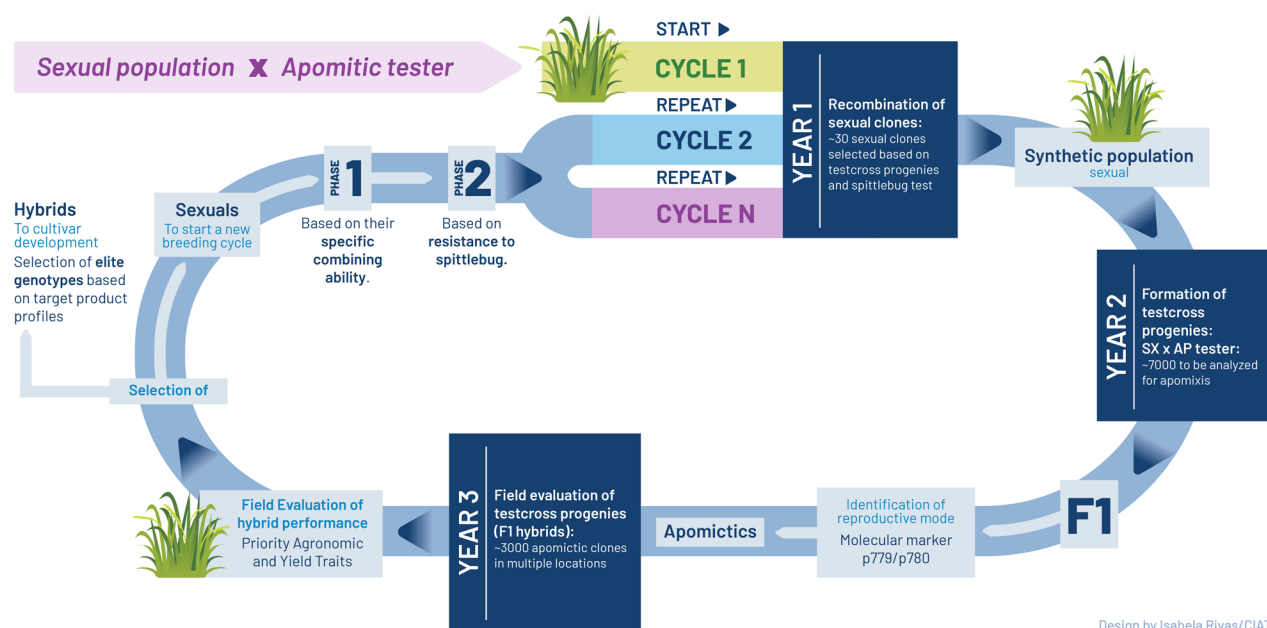 Sexual population X Apomitic tester
START
CYCLE 1
REPEAT
CYCLE 2
REPEAT
CYCLE N
YEAR 1
Recombination of
sexual clones:
~30 sexual clones
selected based on
testcross progenies
and spittlebug test
Synthetic population
sexual
YEAR 2
Formation of
testcross
progenies:
SX x AP tester:
~7000 to be analyzed
for apomixis
F1
Identification of
reproductive mode
Molecular marker
p779/p780
Apomictics
YEAR 3
Field evaluation of
testcross progenies
(F1 hybrids):
~3000 apomictic clones
in multiple locations
Field Evaluation of
hybrid performance
Priority Agronomic
and Yield Traits
Selection of
Hybrids
To cultivar
development
Selection of elite
genotypes based
on target product
profiles
Sexuals
To start a new
breeding cycle
PHASE 1
Based on their
specific
combining
ability.
PHASE 2
Based on
resistance to
spittlebug.
Design by Isabela Rivas/CIAT